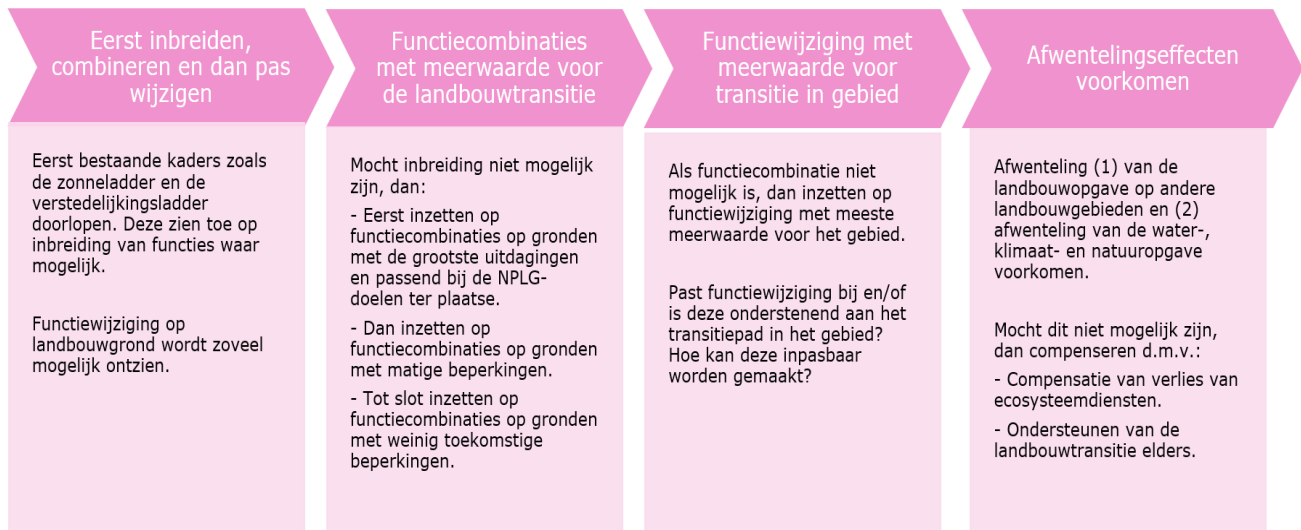 Eerst inbreiden,
combineren en dan pas
wijzigen
Eerst bestaande kaders zoals
de zonneladder en de
verstedelijkingsladder
doorlopen. Deze zien toe op
inbreiding van functies waar
mogelijk.
Functiewijziging op
landbouwgrond wordt zoveel
mogelijk ontzien.
Functiecombinaties
met meerwaarde voor
de landbouwtransitie
Mocht inbreiding niet mogelijk
zijn, dan:
- Eerst inzetten op
functiecombinaties op gronden
met de grootste uitdagingen
en passend bij de NPLG-
doelen ter plaatse.
- Dan inzetten op
functiecombinaties op gronden
met matige beperkingen.
- Tot slot inzetten op
functiecombinaties op gronden
met weinig toekomstige
beperkingen.
Functiewijziging met
meerwaarde voor
transitie in gebied
Als functiecombinatie niet
mogelijk is, dan inzetten op
functiewijziging met meeste
meerwaarde voor het gebied.
Past functiewijziging bij en/of
is deze onderstenend aan het
transitiepad in het gebied?
Hoe kan deze inpasbaar
worden gemaakt?
Afwentelingseffecten
voorkomen
Afwenteling (1) van de
landbouwopgave op andere
landbouwgebieden en (2)
afwenteling van de water-,
klimaat- en natuuropgave
voorkomen.
Mocht dit niet mogelijk zijn,
dan compenseren d.m.v.:
- Compensatie van verlies van
ecosysteemdiensten.
- Ondersteunen van de
landbouwtransitie elders.